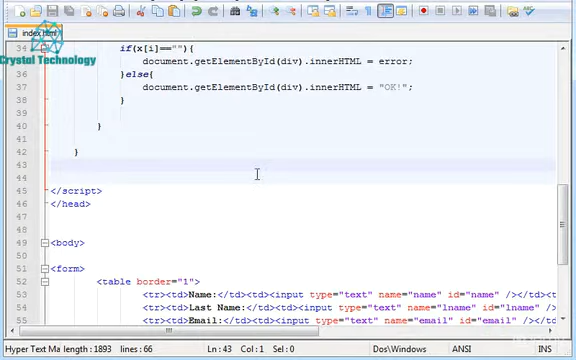 index.html
Crystal Technology
34 if(x[i]==""){
35
36 document.getElementById(div).innerHTML = error;
37 }else{
37 document.getElementById(div).innerHTML = "OK!";
38 }
39
40 }
41
42 }
43
44
45 </script>
46 </head>
47
48
49 <body>
50
51 <form>
52 <table border="1">
53 <tr><td>Name:</td><td><input type="text" name="name" id="name" /></td><
54 <tr><td>Last Name:</td><td><input type="text" name="lname" id="lname" /
55 <tr><td>Email:</td><td><input type="text" name="email" id="email" /></t
Hyper Text Ma length : 1893 lines : 66 Ln : 43 Col : 1 Sel : 0 Dos\Windows ANSI INS